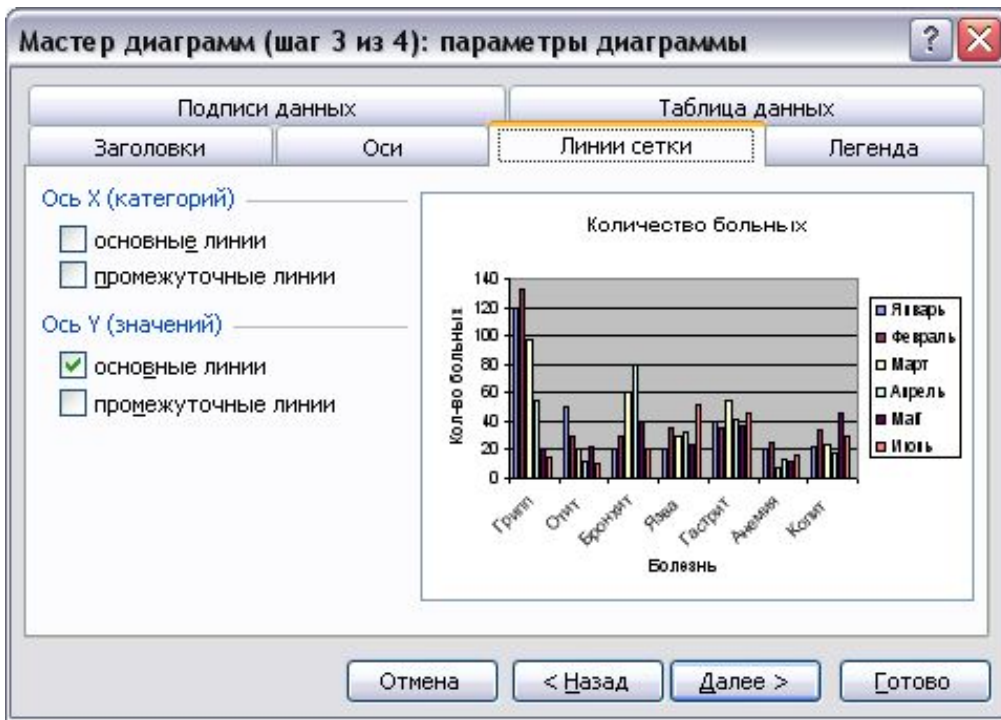 Мастер диаграмм (шаг 3 из 4): параметры диаграммы
Подписи данных
Таблица данных
Заголовки
Оси
Линии сетки
Легенда
Ось X (категорий)
основные линии
промежуточные линии
Ось Y (значений)
основные линии
промежуточные линии
Количество больных
Кол-во больных
140
120
100
80
60
40
20
0
Грипп
Отит
Бронхит
Язва
Гастрит
Анемия
Колит
Болезнь
Январь
Февраль
Март
Апрель
Май
Июнь
Отмена
< Назад
Далее >
Готово